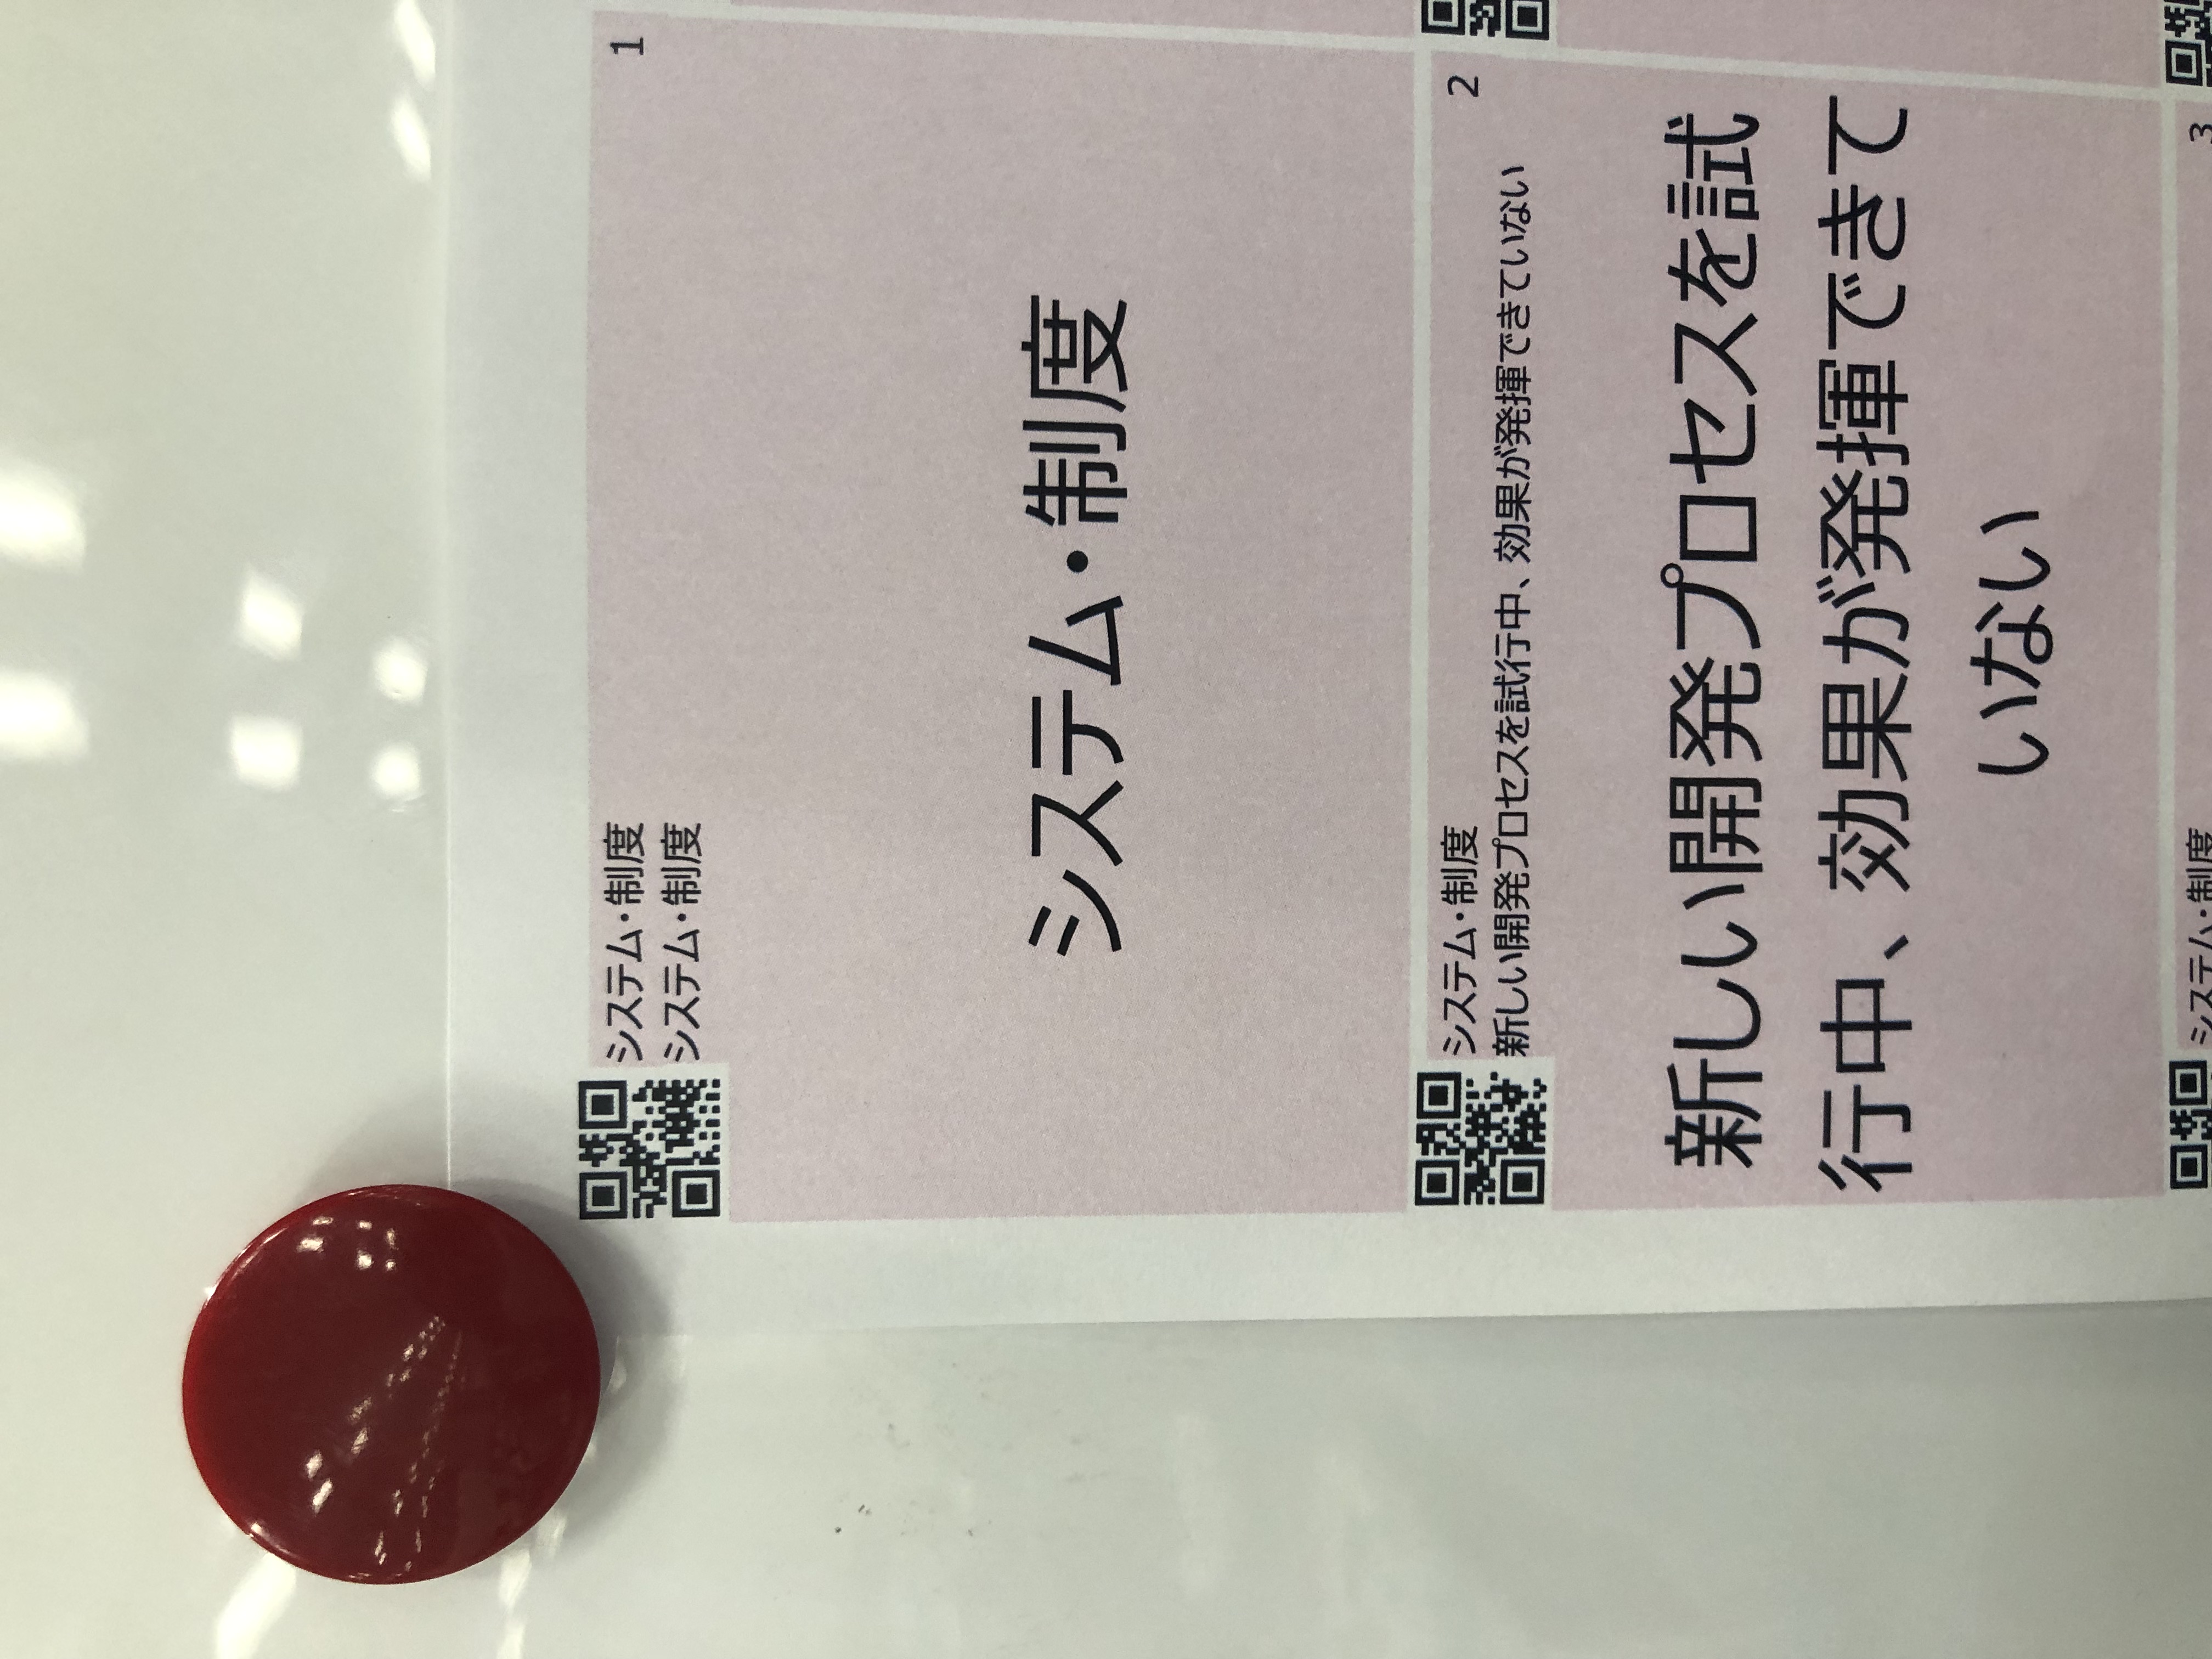 システム・制度
1
システム・制度
システム・制度
システム・制度
2
新しい開発プロセスを試行中、効果が発揮できていない
新しい開発プロセスを試
行中、効果が発揮できて
いない
システム・制度
3